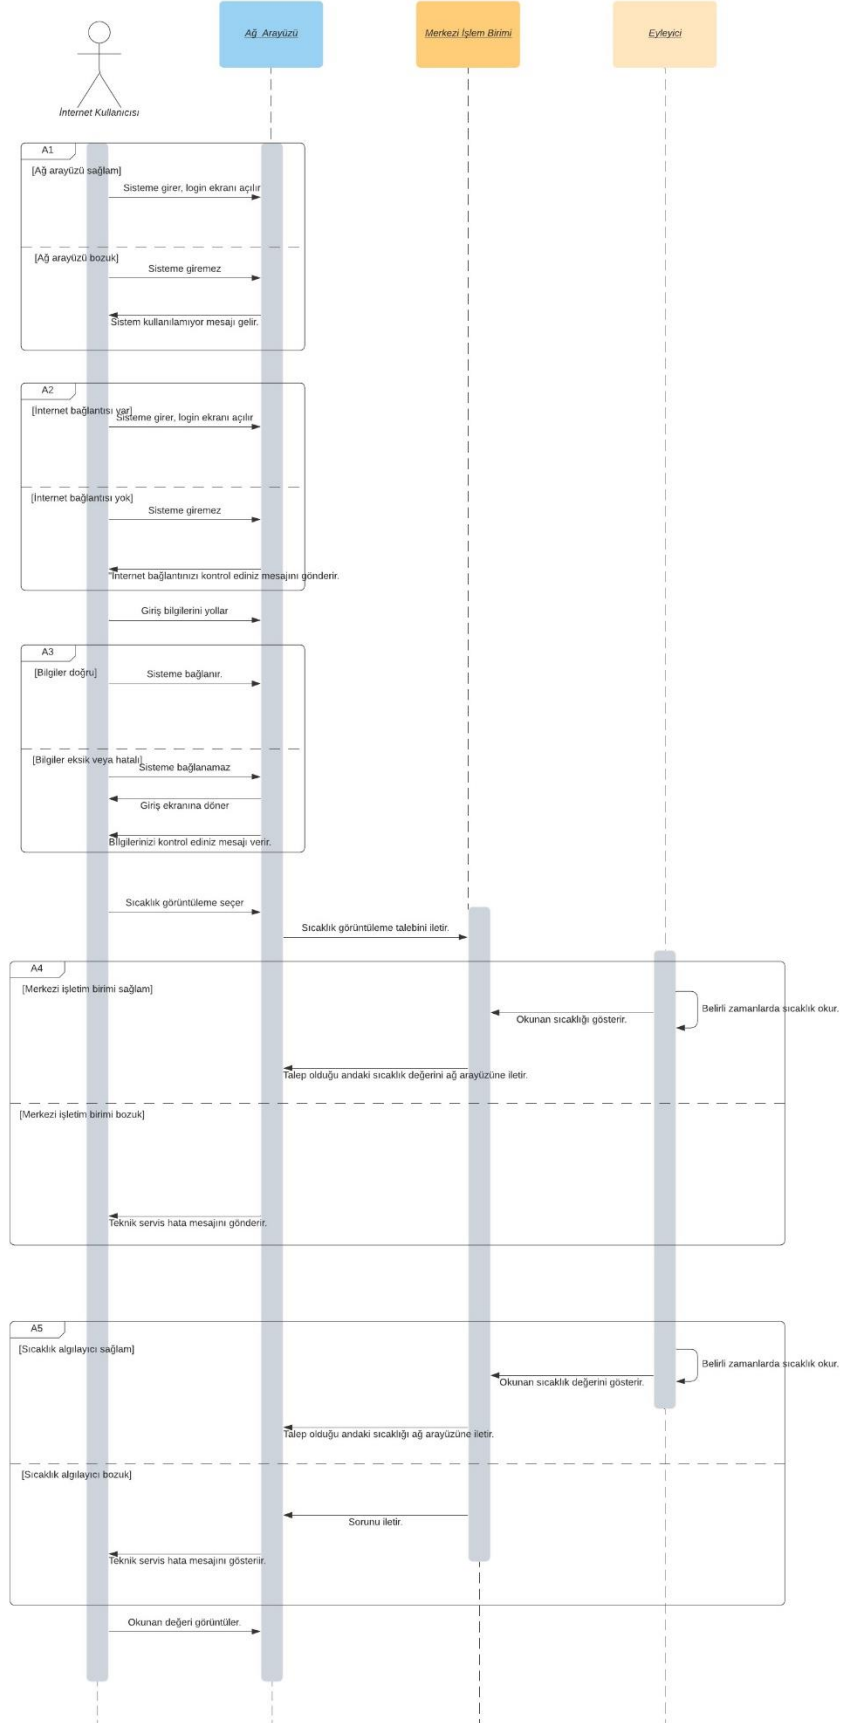 Ağ Arayüzü
Merkezi İşlem Birimi
Eyleyici
İnternet Kullanıcısı
A1
[Ağ arayüzü sağlam]
Sisteme girer, login ekranı açılır
[Ağ arayüzü bozuk]
Sisteme giremez
Sistem kullanılamıyor mesajı gelir.
A2
[İnternet bağlantısı var]
Sisteme girer, login ekranı açılır
[İnternet bağlantısı yok]
Sisteme giremez
"İnternet bağlantınızı kontrol ediniz mesajını gönderir.
Giriş bilgilerini yollar
A3
[Bilgiler doğru]
Sisteme bağlanır.
[Bilgiler eksik veya hatalı]
Sisteme bağlanamaz
Giriş ekranına döner
Bilgilerinizi kontrol ediniz mesajı verir.
Sıcaklık görüntüleme seçer
Sıcaklık görüntüleme talebini iletir.
A4
[Merkezi işletim birimi sağlam]
Belirli zamanlarda sıcaklık okur.
Okunan sıcaklığı gösterir.
Talep olduğu andaki sıcaklık değerini ağ arayüzüne iletir.
[Merkezi işletim birimi bozuk]
Teknik servis hata mesajını gönderir.
A5
[Sıcaklık algılayıcı sağlam]
Belirli zamanlarda sıcaklık okur.
Okunan sıcaklık değerini gösterir.
Talep olduğu andaki sıcaklığı ağ arayüzüne iletir.
[Sıcaklık algılayıcı bozuk]
Sorunu iletir.
Teknik servis hata mesajını gösteriir.
Okunan değeri görüntüler.